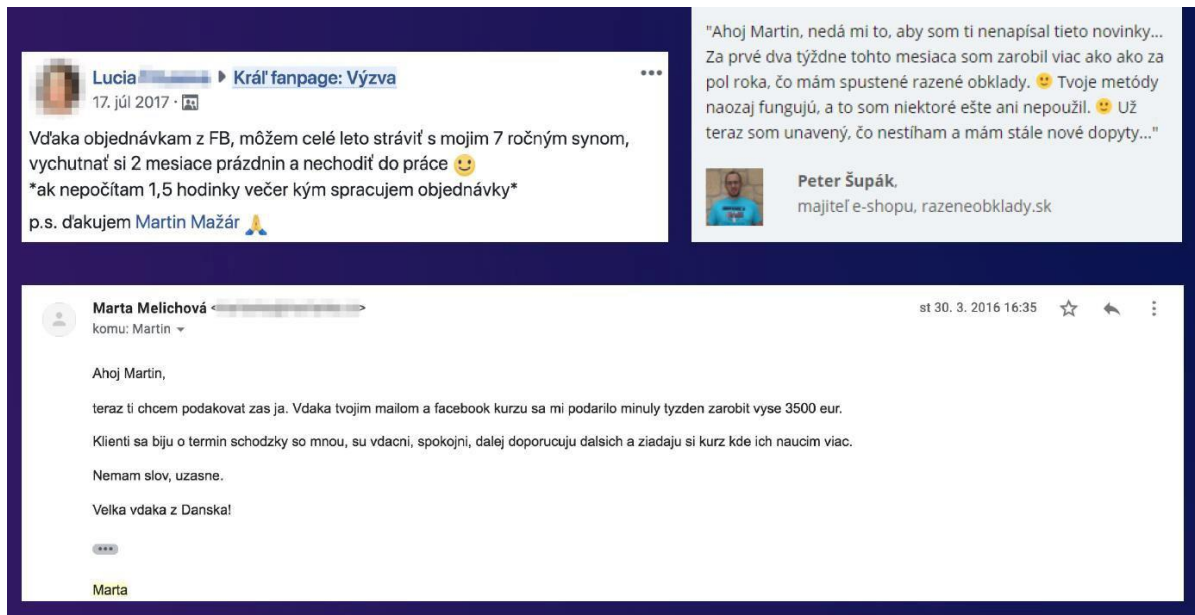 Lucia ▸ Kráľ fanpage: Výzva
17. júl 2017 ·
Vďaka objednávkam z FB, môžem celé leto stráviť s mojim 7 ročným synom,
vychutnať si 2 mesiace prázdnin a nechodiť do práce 🙂
*ak nepočítam 1,5 hodinky večer kým spracujem objednávky*
p.s. ďakujem Martin Mažár 🙏
"Ahoj Martin, nedá mi to, aby som ti nenapísal tieto novinky...
Za prvé dva týždne tohto mesiaca som zarobil viac ako ako za
pol roka, čo mám spustené razené obklady. 🙂 Tvoje metódy
naozaj fungujú, a to som niektoré ešte ani nepoužil. 🙂 Už
teraz som unavený, čo nestíham a mám stále nové dopyty..."
Peter Šupák,
majiteľ e-shopu, razeneobklady.sk
Marta Melichová < >
st 30. 3. 2016 16:35
komu: Martin
Ahoj Martin,
teraz ti chcem podakovat zas ja. Vdaka tvojim mailom a facebook kurzu sa mi podarilo minuly tyzden zarobit vyse 3500 eur.
Klienti sa biju o termin schodzky so mnou, su vdacni, spokojni, dalej doporucuju dalsich a ziadaju si kurz kde ich naucim viac.
Nemam slov, uzasne.
Velka vdaka z Danska!
Marta